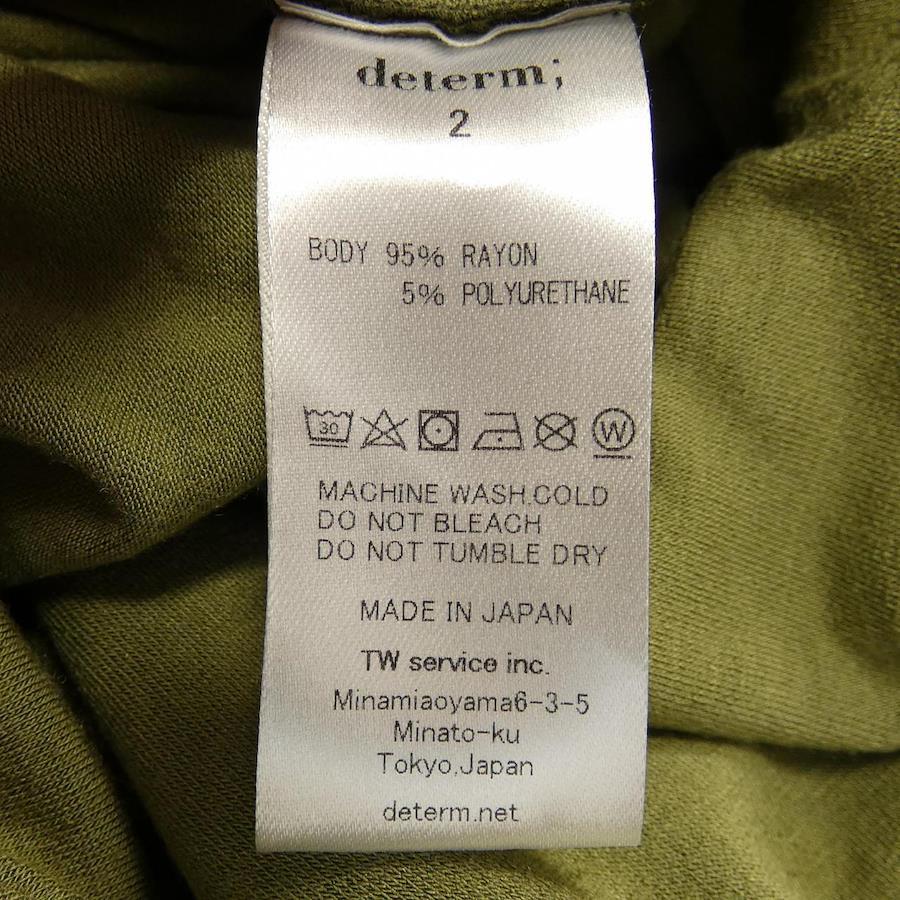 determ;
2
BODY 95% RAYON
5% POLYURETHANE
30 W
MACHINE WASH COLD
DO NOT BLEACH
DO NOT TUMBLE DRY
MADE IN JAPAN
TW service inc.
Minamiaoyama6-3-5
Minato-ku
Tokyo,Japan
determ.net